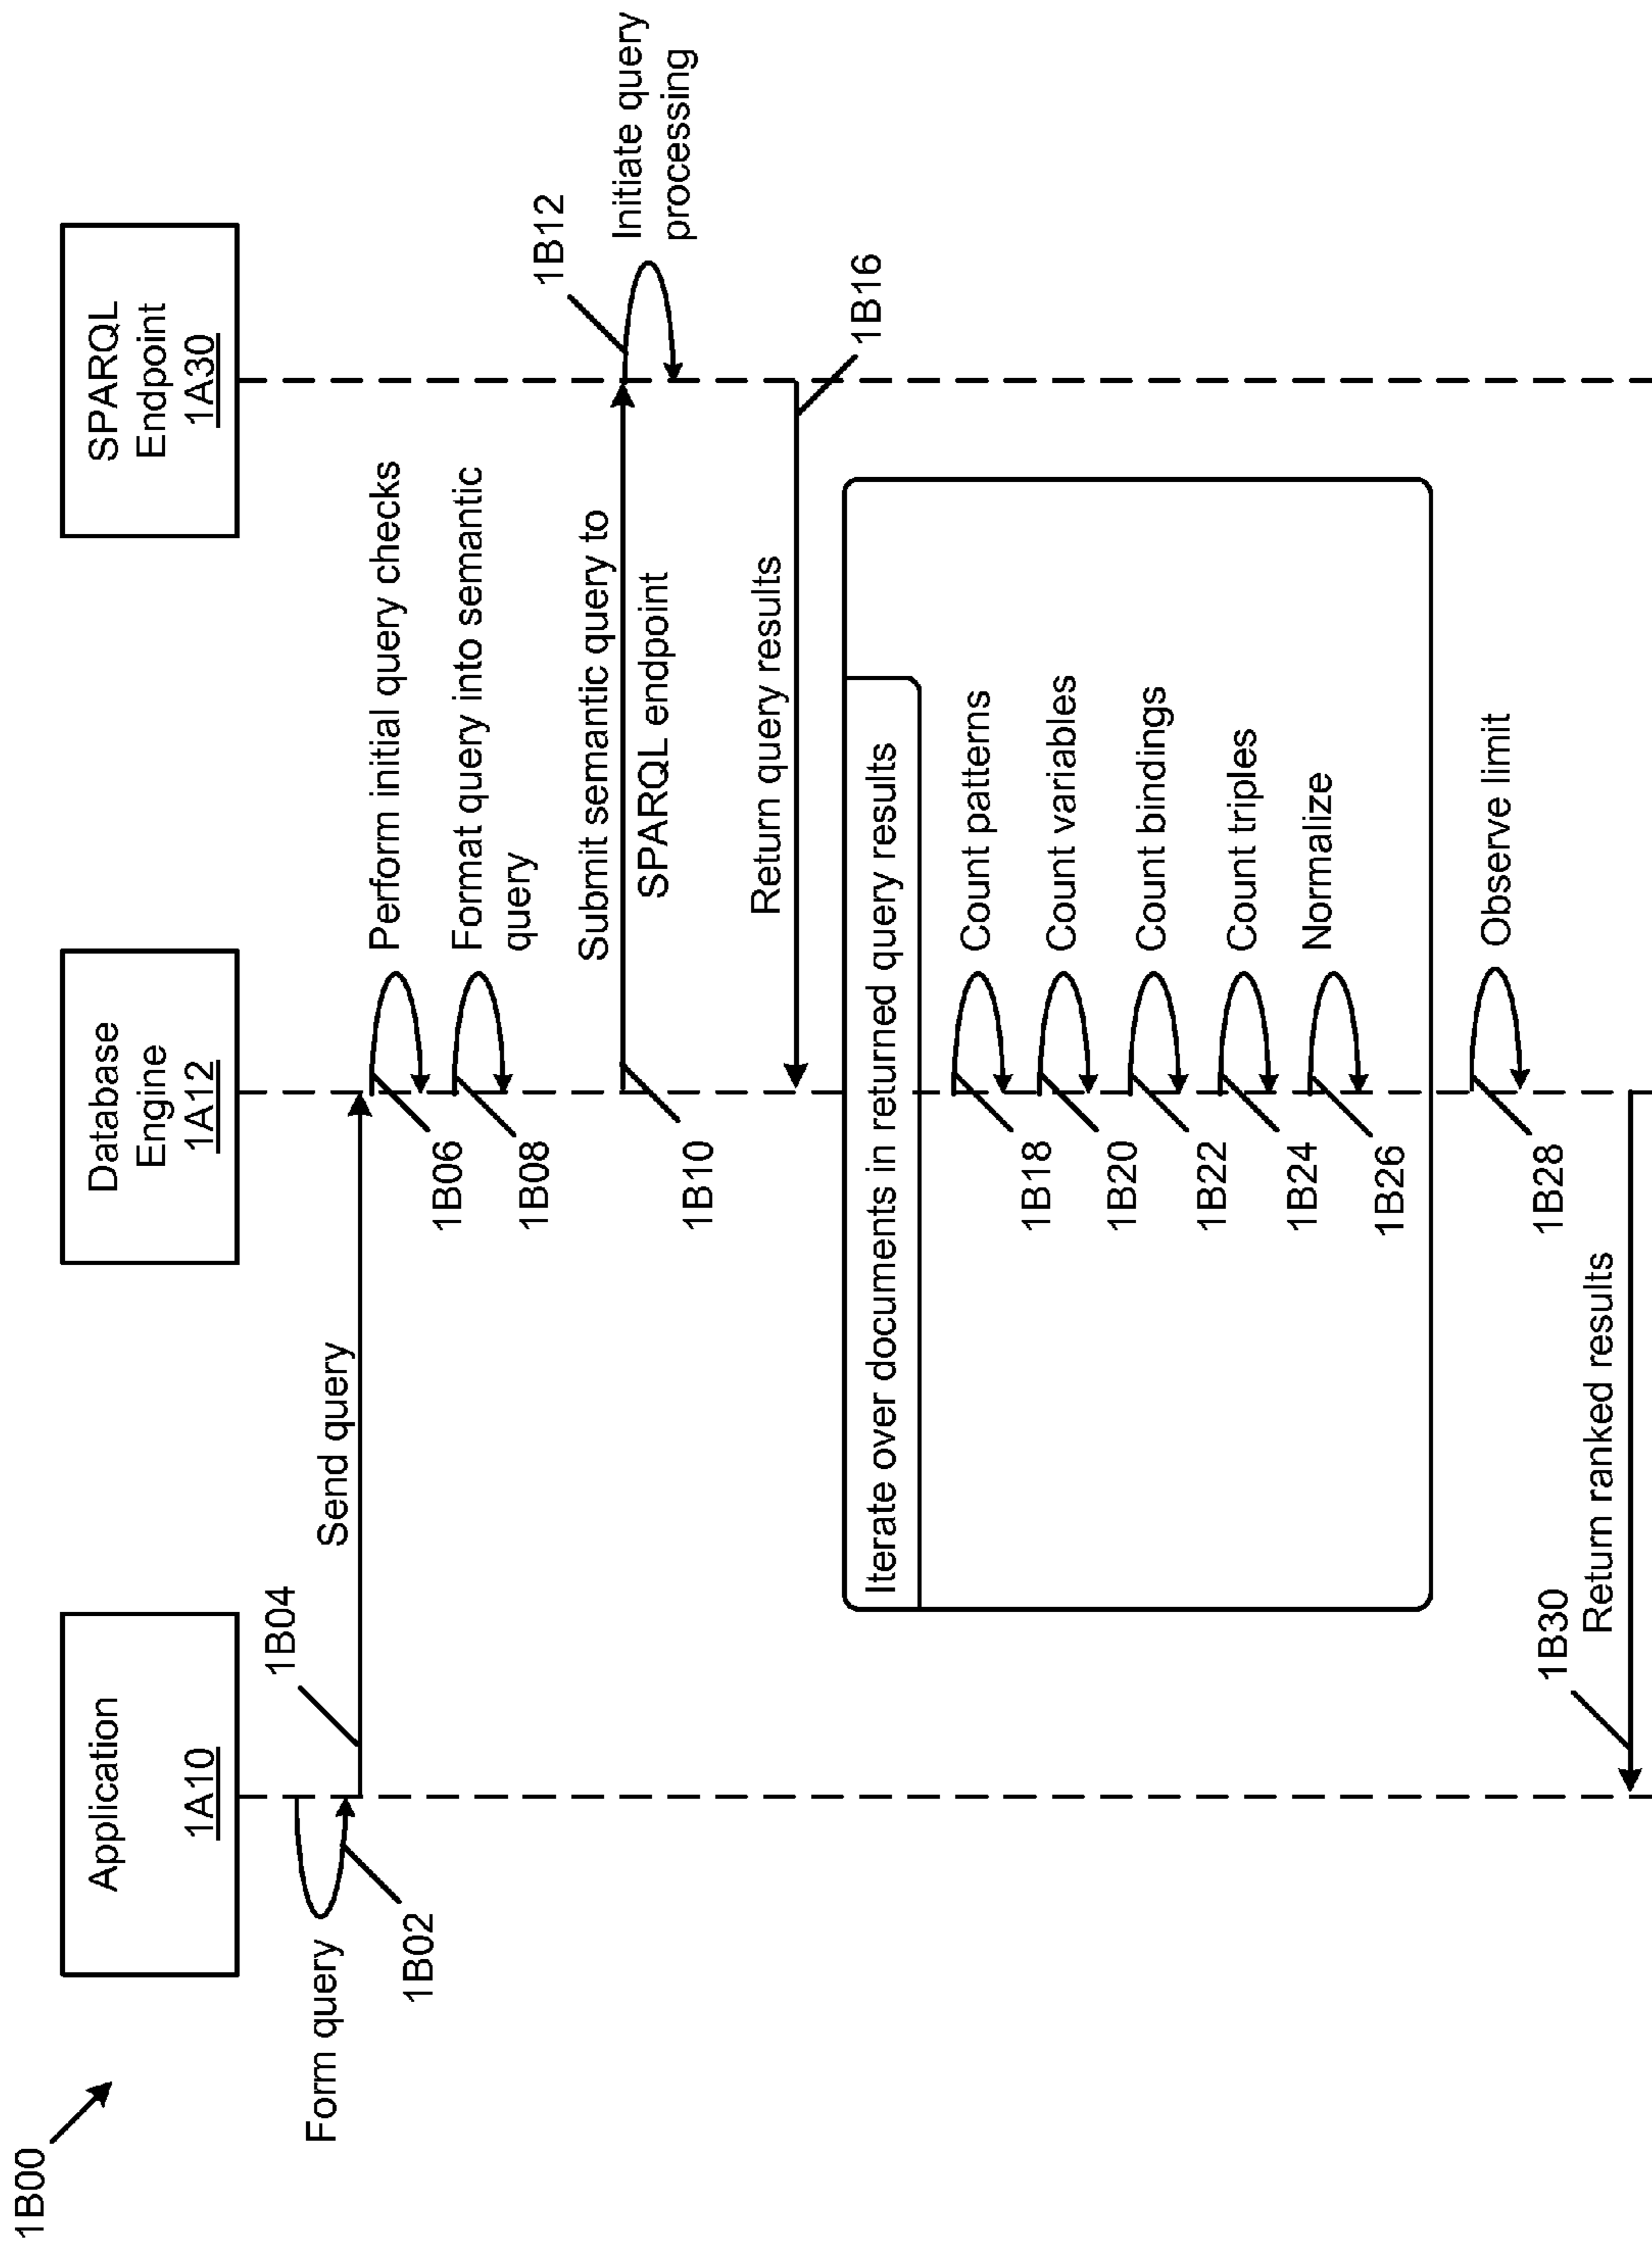 1B00
Application
1A10
Database
Engine
1A12
SPARQL
Endpoint
1A30
Form query
1B02
1B04
Send query
Perform initial query checks
1B06
Format query into semantic
query
1B08
Submit semantic query to
SPARQL endpoint
1B10
1B12
Initiate query
processing
Return query results
1B16
Iterate over documents in returned query results
Count patterns
1B18
Count variables
1B20
Count bindings
1B22
Count triples
1B24
Normalize
1B26
Observe limit
1B28
1B30
Return ranked results